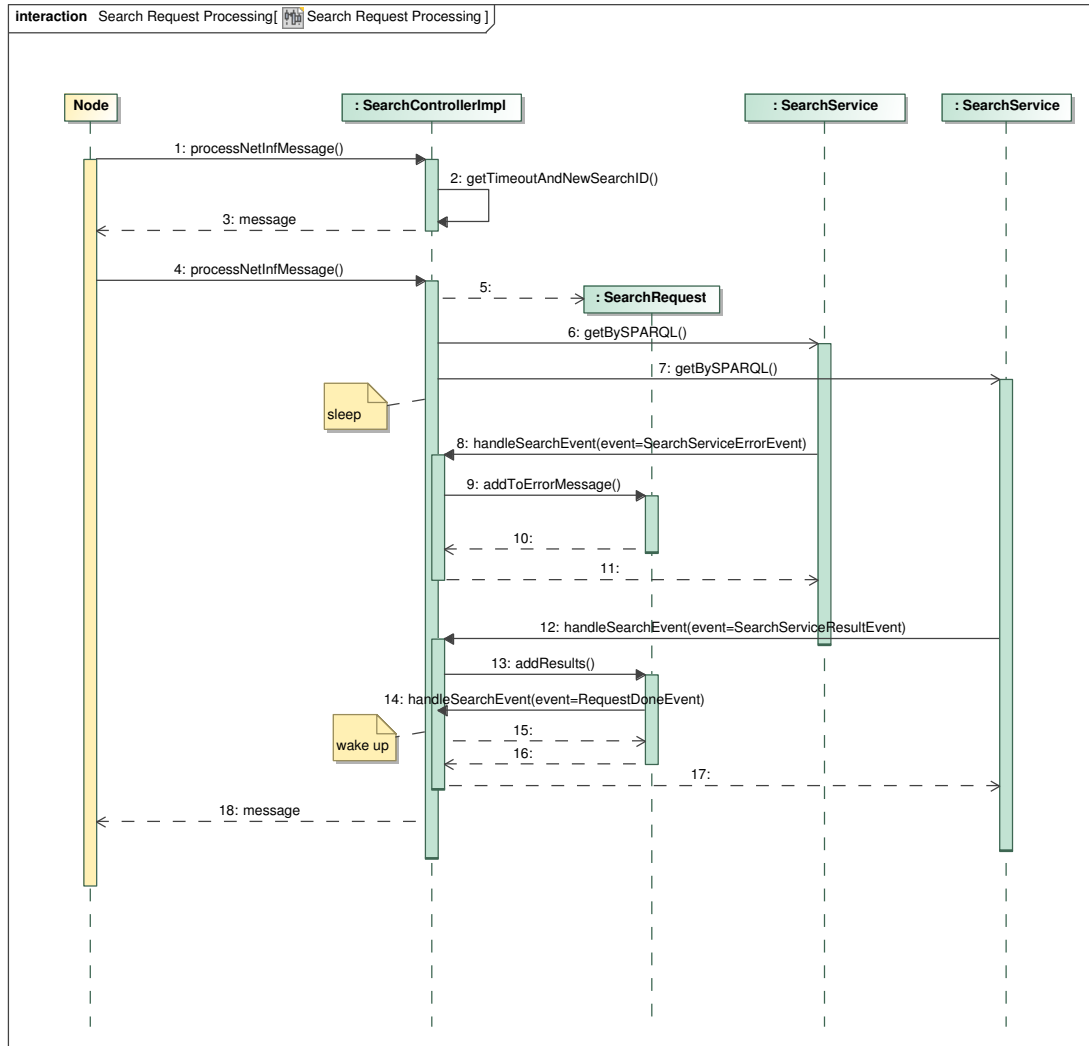 interaction Search Request Processing[ Search Request Processing ]
Node
: SearchControllerImpl
: SearchService
: SearchService
1: processNetInfMessage()
2: getTimeoutAndNewSearchID()
3: message
4: processNetInfMessage()
5:
: SearchRequest
6: getBySPARQL()
7: getBySPARQL()
sleep
8: handleSearchEvent(event=SearchServiceErrorEvent)
9: addToErrorMessage()
10:
11:
12: handleSearchEvent(event=SearchServiceResultEvent)
13: addResults()
14: handleSearchEvent(event=RequestDoneEvent)
15:
wake up
16:
17:
18: message